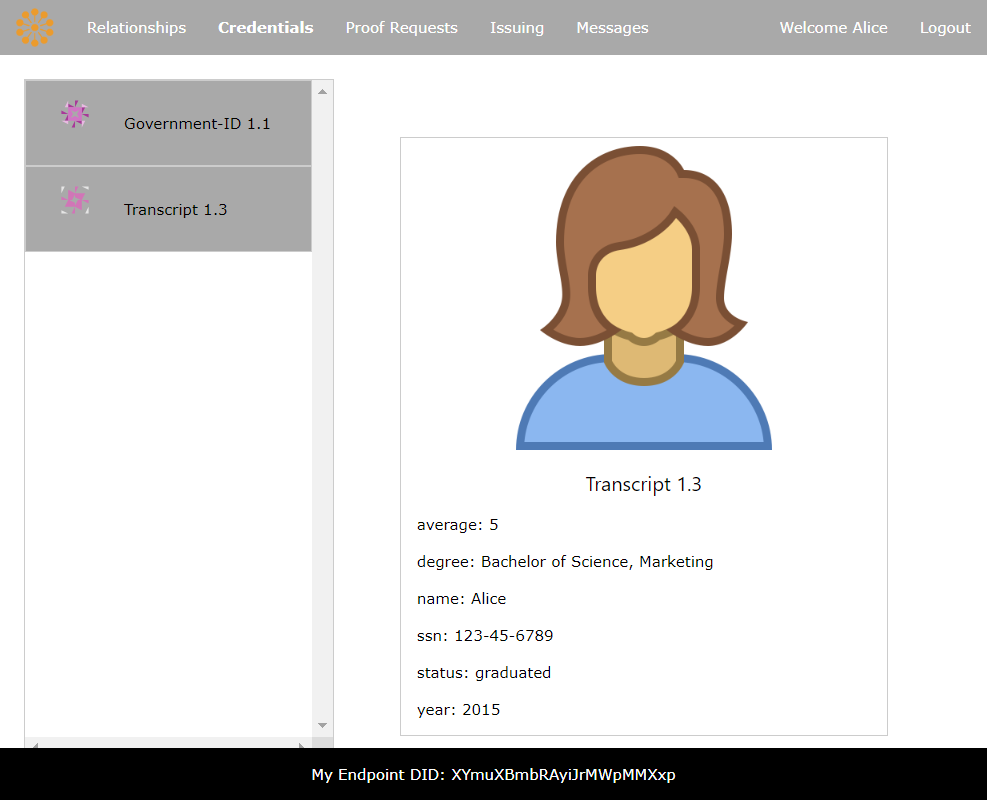 Relationships Credentials Proof Requests Issuing Messages Welcome Alice Logout
Government-ID 1.1
Transcript 1.3
Transcript 1.3
average: 5
degree: Bachelor of Science, Marketing
name: Alice
ssn: 123-45-6789
status: graduated
year: 2015
My Endpoint DID: XYmuXBmbRAyiJrMWpMMXxp